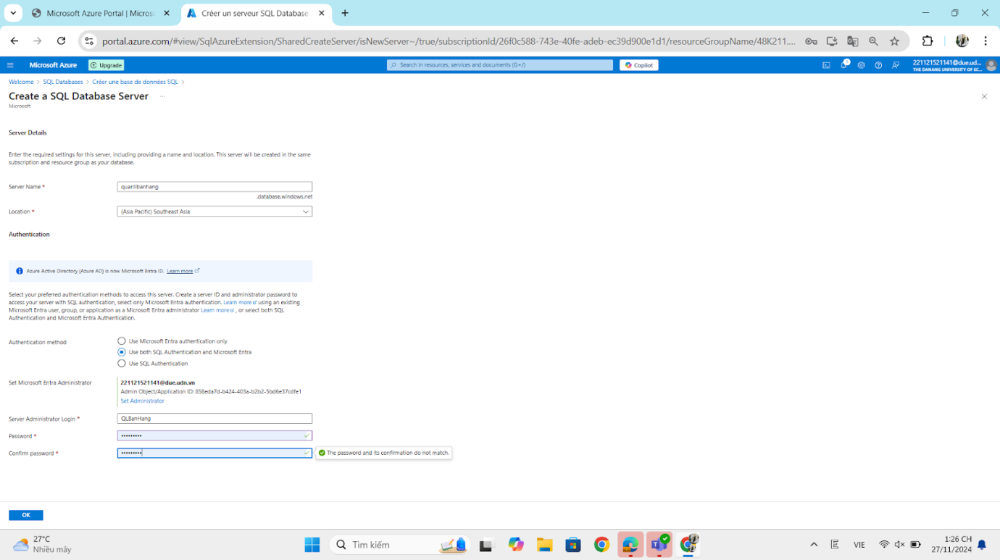 Microsoft Azure Portal | Micros
Créer un serveur SQL Database
portal.azure.com/#view/SqlAzureExtension/SharedCreateServer/isNewServer~/true/subscriptionId/26f0c588-743e-40fe-adeb-ec39d900e1d1/resourceGroupName/48K211....
Microsoft Azure
Upgrade
Search in resources, services and documents (G+/)
Copilot
1
221121521141@due.ud...
THE DANANG UNIVERSITY OF EC...
Welcome > SQL Databases > Créer une base de données SQL >
Create a SQL Database Server ...
Microsoft
Server Details
Enter the required settings for this server, including providing a name and location. This server will be created in the same
subscription and resource group as your database.
Server Name *
quanlibanhang
.database.windows.net
Location *
(Asia Pacific) Southeast Asia
Authentication
Azure Active Directory (Azure AD) is now Microsoft Entra ID. Learn more
Select your preferred authentication methods to access this server. Create a server ID and administrator password to
access your server with SQL authentication, select only Microsoft Entra authentication. Learn more using an existing
Microsoft Entra user, group, or application as a Microsoft Entra administrator Learn more , or select both SQL
Authentication and Microsoft Entra Authentication.
Authentication method
Use Microsoft Entra authentication only
Use both SQL Authentication and Microsoft Entra
Use SQL Authentication
Set Microsoft Entra Administrator
221121521141@due.udn.vn
Admin Object/Application ID: 858eda7d-b424-403a-b2b2-5bd6e37cdfe1
Set Administrator
Server Administrator Login *
QLBanHang
Password *
•••••••••
Confirm password *
•••••••••
The password and its confirmation do not match.
OK
27°C
Nhiều mây
Tìm kiếm
VIE
1:26 CH
27/11/2024